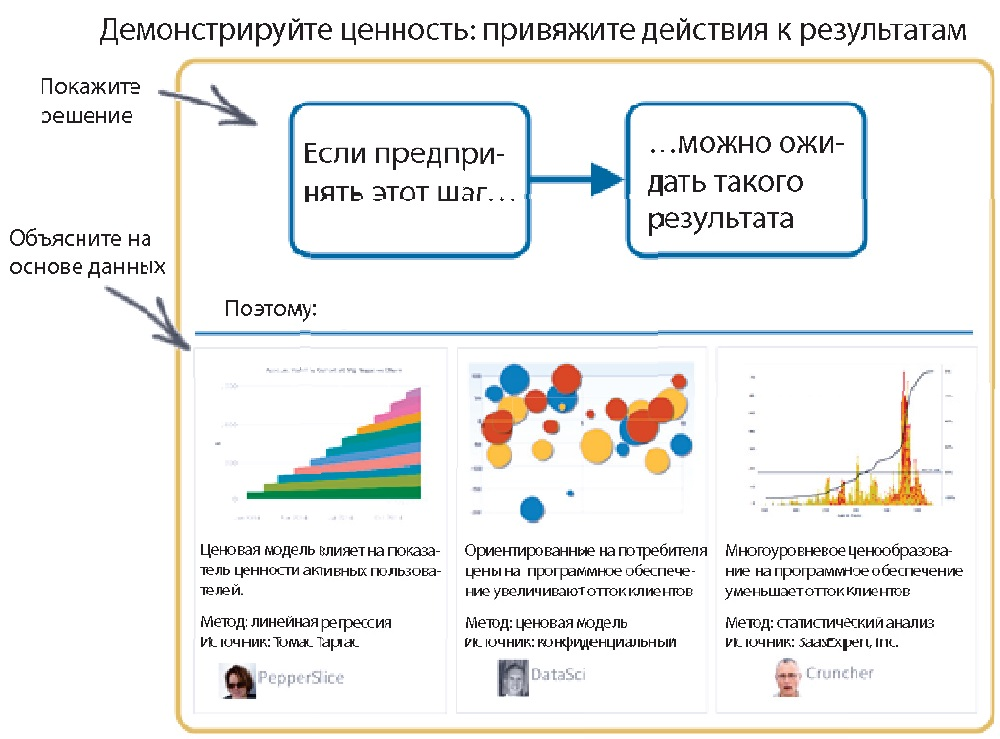 Демонстрируйте ценность: привяжите действия к результатам
Покажите
решение
Если предпри-
нять этот шаг…
…можно ожи-
дать такого
результата
Объясните на
основе данных
Поэтому:
Ценовая модель влияет на показа-
тель ценности активных пользова-
телей.
Метод: линейная регрессия
Источник: Томас
PepperSlice
Ориентированные на потребителя
цены на программное обеспече-
ние увеличивают отток клиентов
Метод: ценовая модель
Источник: конфиденциальный
DataSci
Многоуровневое ценообразова-
ние на программное обеспечение
уменьшает отток клиентов
Метод: статистический анализ
Источник: SaaSExpert, Inc.
Cruncher